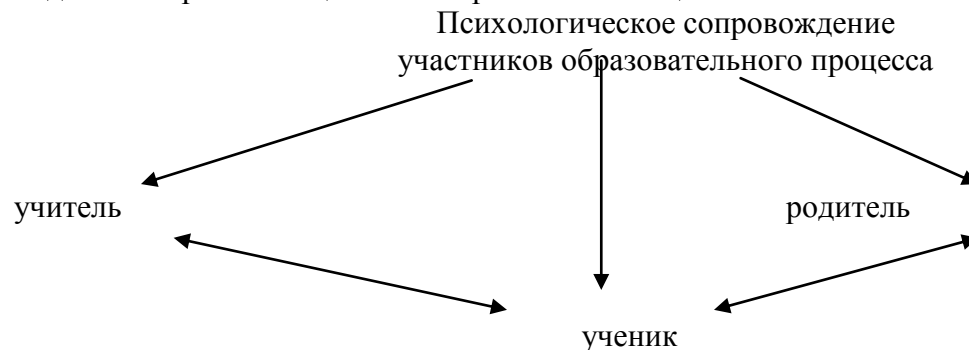 Психологическое сопровождение
участников образовательного процесса
учитель
родитель
ученик